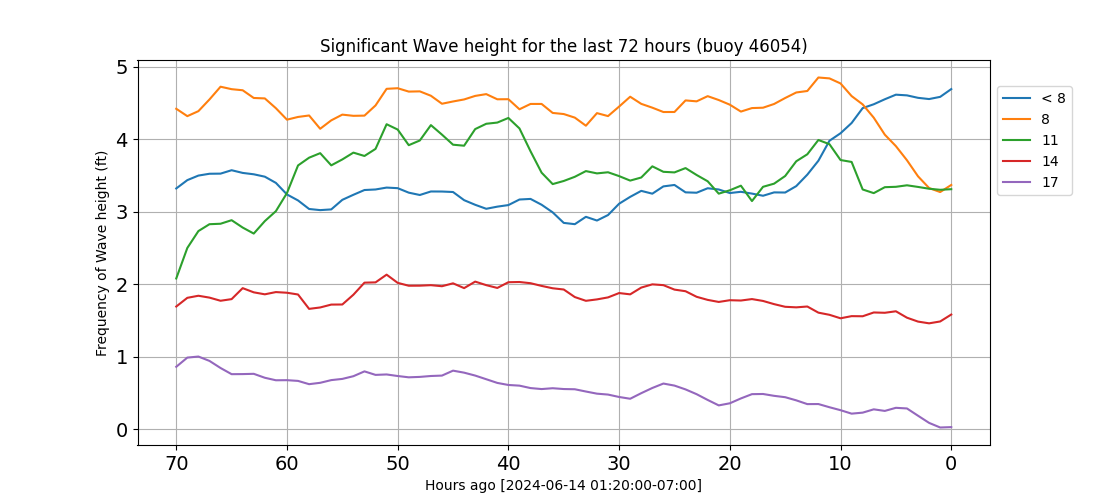 Significant Wave height for the last 72 hours (buoy 46054)
Frequency of Wave height (ft)
5
4
3
2
1
0
70 60 50 40 30 20 10 0
Hours ago [2024-06-14 01:20:00-07:00]
< 8
8
11
14
17